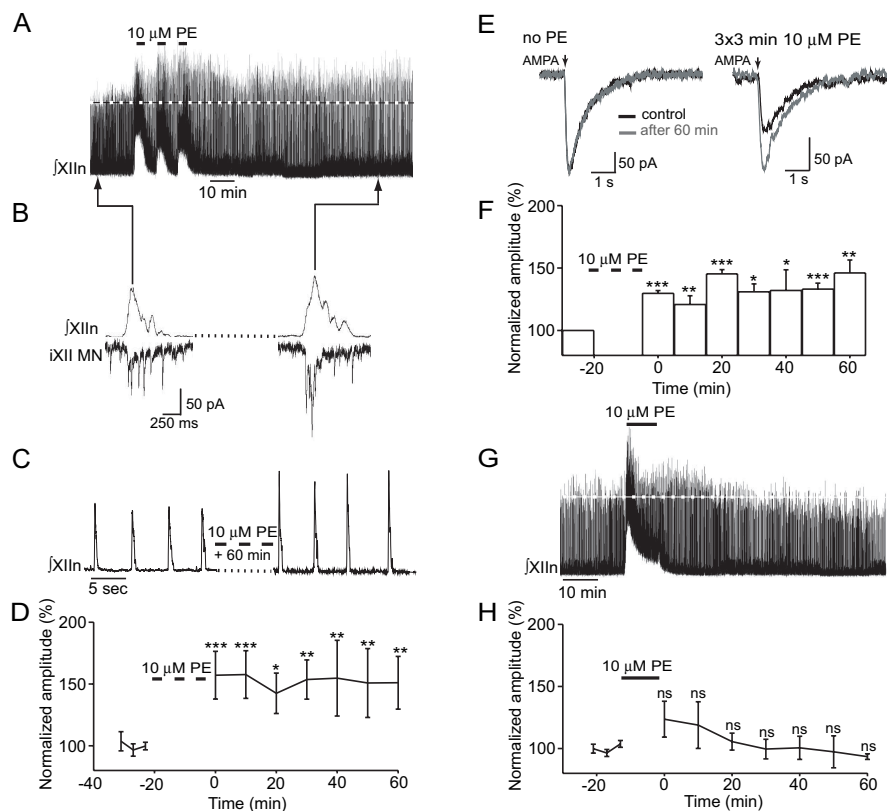 A
10 μM PE
∫XIIn
10 min
B
∫XIIn
iXII MN
50 pA
250 ms
C
10 μM PE
+ 60 min
∫XIIn
5 sec
D
Normalized amplitude (%)
200
150
100
10 μM PE
*** *** * ** ** ** **
-40 -20 0 20 40 60
Time (min)
E
no PE
3x3 min 10 μM PE
AMPA
AMPA
control
after 60 min
50 pA
1 s
50 pA
1 s
F
Normalized amplitude (%)
200
150
100
10 μM PE
*** ** *** * * *** **
-20 0 20 40 60
Time (min)
G
10 μM PE
∫XIIn
10 min
H
Normalized amplitude (%)
200
150
100
10 μM PE
ns ns ns ns ns ns ns
-20 0 20 40 60
Time (min)